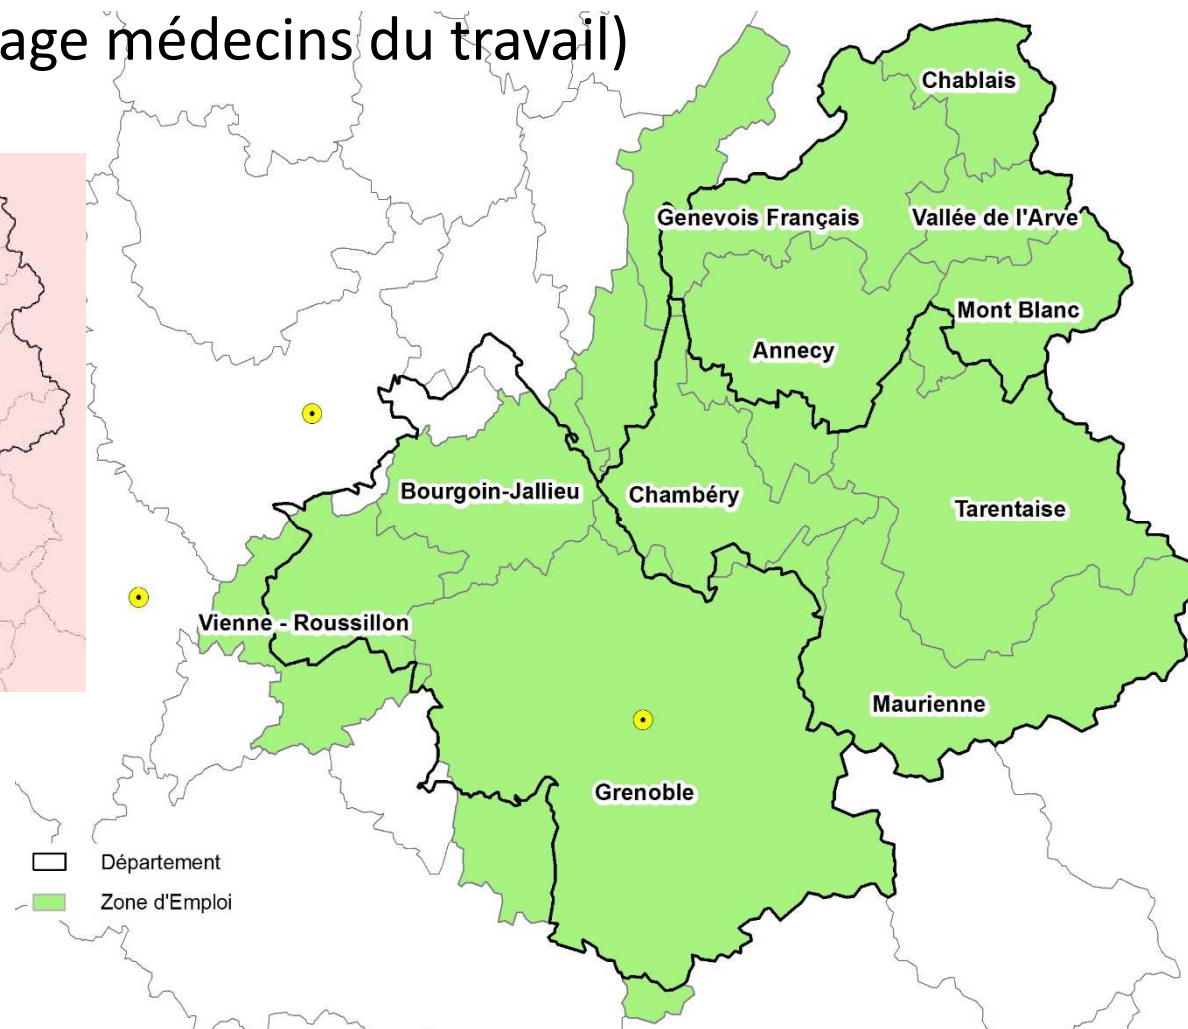 age médecins du travail)
Chablais
Genevois Français
Vallée de l'Arve
Mont Blanc
Annecy
Bourgoin-Jallieu
Chambéry
Tarentaise
Vienne - Roussillon
Maurienne
Grenoble
Département
Zone d'Emploi